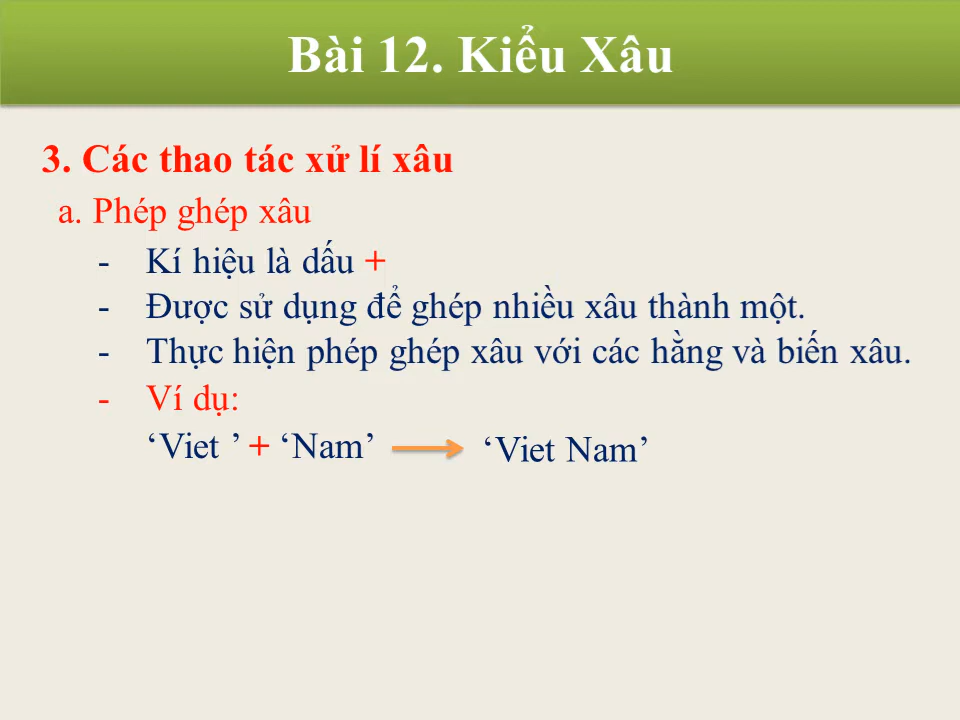 Bài 12. Kiểu Xâu
3. Các thao tác xử lí xâu
a. Phép ghép xâu
- Kí hiệu là dấu +
- Được sử dụng để ghép nhiều xâu thành một.
- Thực hiện phép ghép xâu với các hằng và biến xâu.
- Ví dụ:
‘Viet ’ + ‘Nam’ ‘Viet Nam’